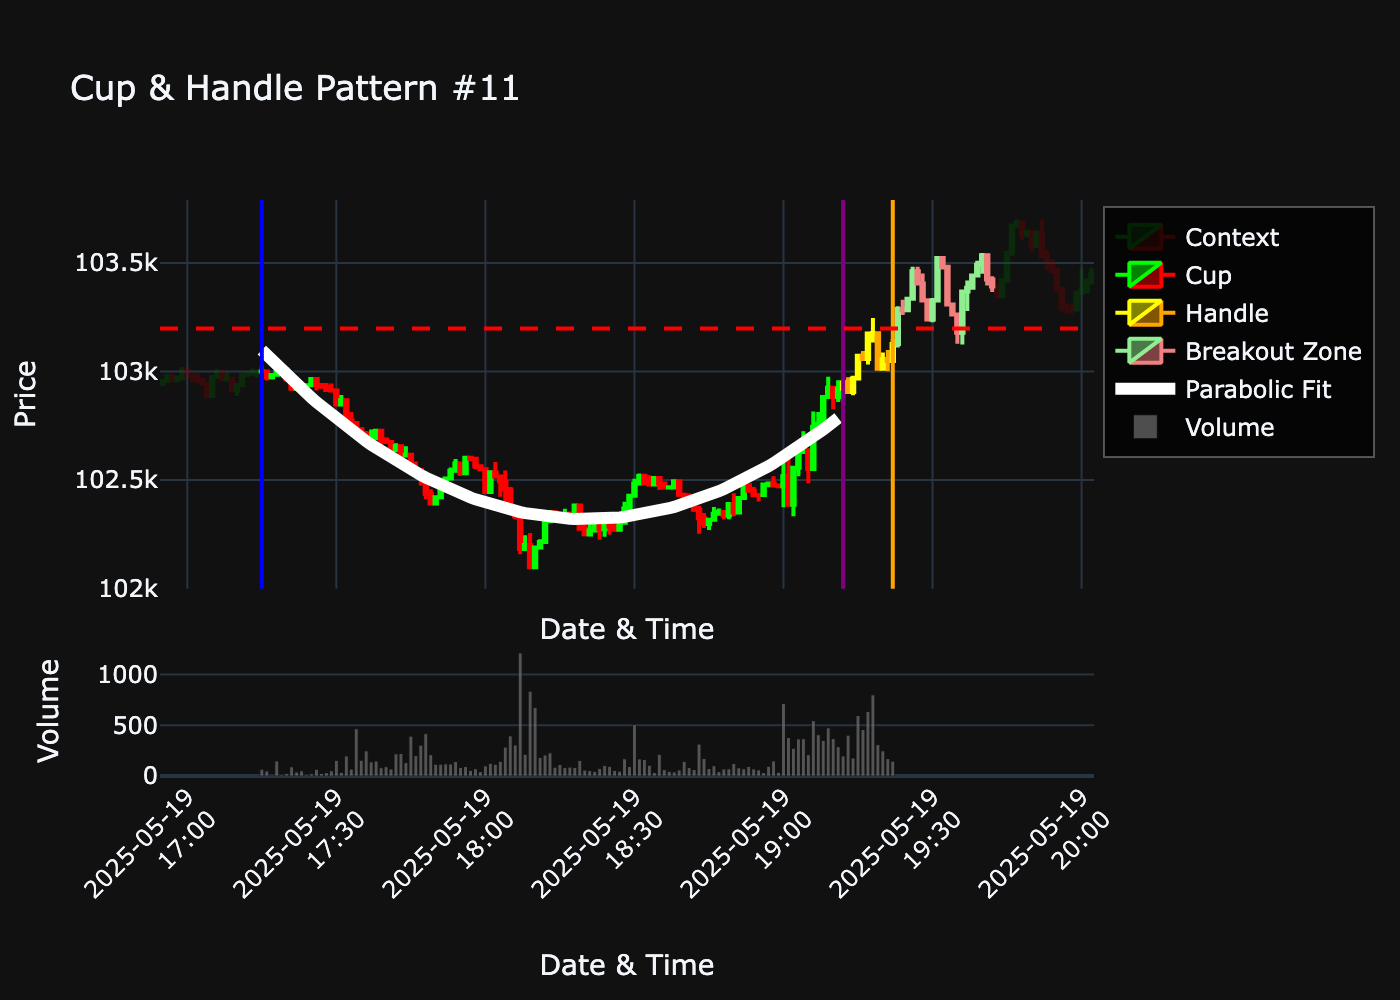 Cup & Handle Pattern #11
Price
103.5k
103k
102.5k
102k
Context
Cup
Handle
Breakout Zone
Parabolic Fit
Volume
Date & Time
Volume
1000
500
0
2025-05-19
17:00
2025-05-19
17:30
2025-05-19
18:00
2025-05-19
18:30
2025-05-19
19:00
2025-05-19
19:30
2025-05-19
20:00
Date & Time